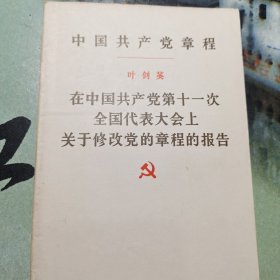 中国共产党章程
叶剑英
在中国共产党第十一次
全国代表大会上
关于修改党的章程的报告